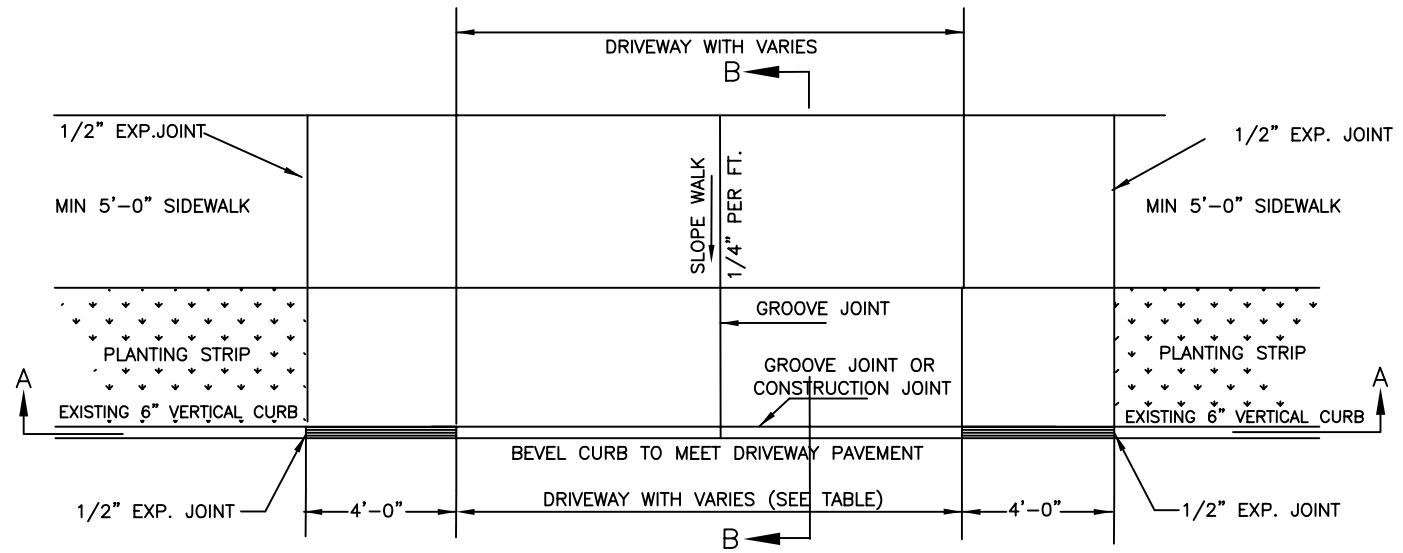 DRIVEWAY WITH VARIES
B
1/2" EXP.JOINT
1/2" EXP. JOINT
MIN 5'-0" SIDEWALK
SLOPE WALK
1/4" PER FT.
MIN 5'-0" SIDEWALK
GROOVE JOINT
PLANTING STRIP
GROOVE JOINT OR
CONSTRUCTION JOINT
PLANTING STRIP
A
A
EXISTING 6" VERTICAL CURB
EXISTING 6" VERTICAL CURB
BEVEL CURB TO MEET DRIVEWAY PAVEMENT
1/2" EXP. JOINT
4'-0"
DRIVEWAY WITH VARIES (SEE TABLE)
4'-0"
1/2" EXP. JOINT
B